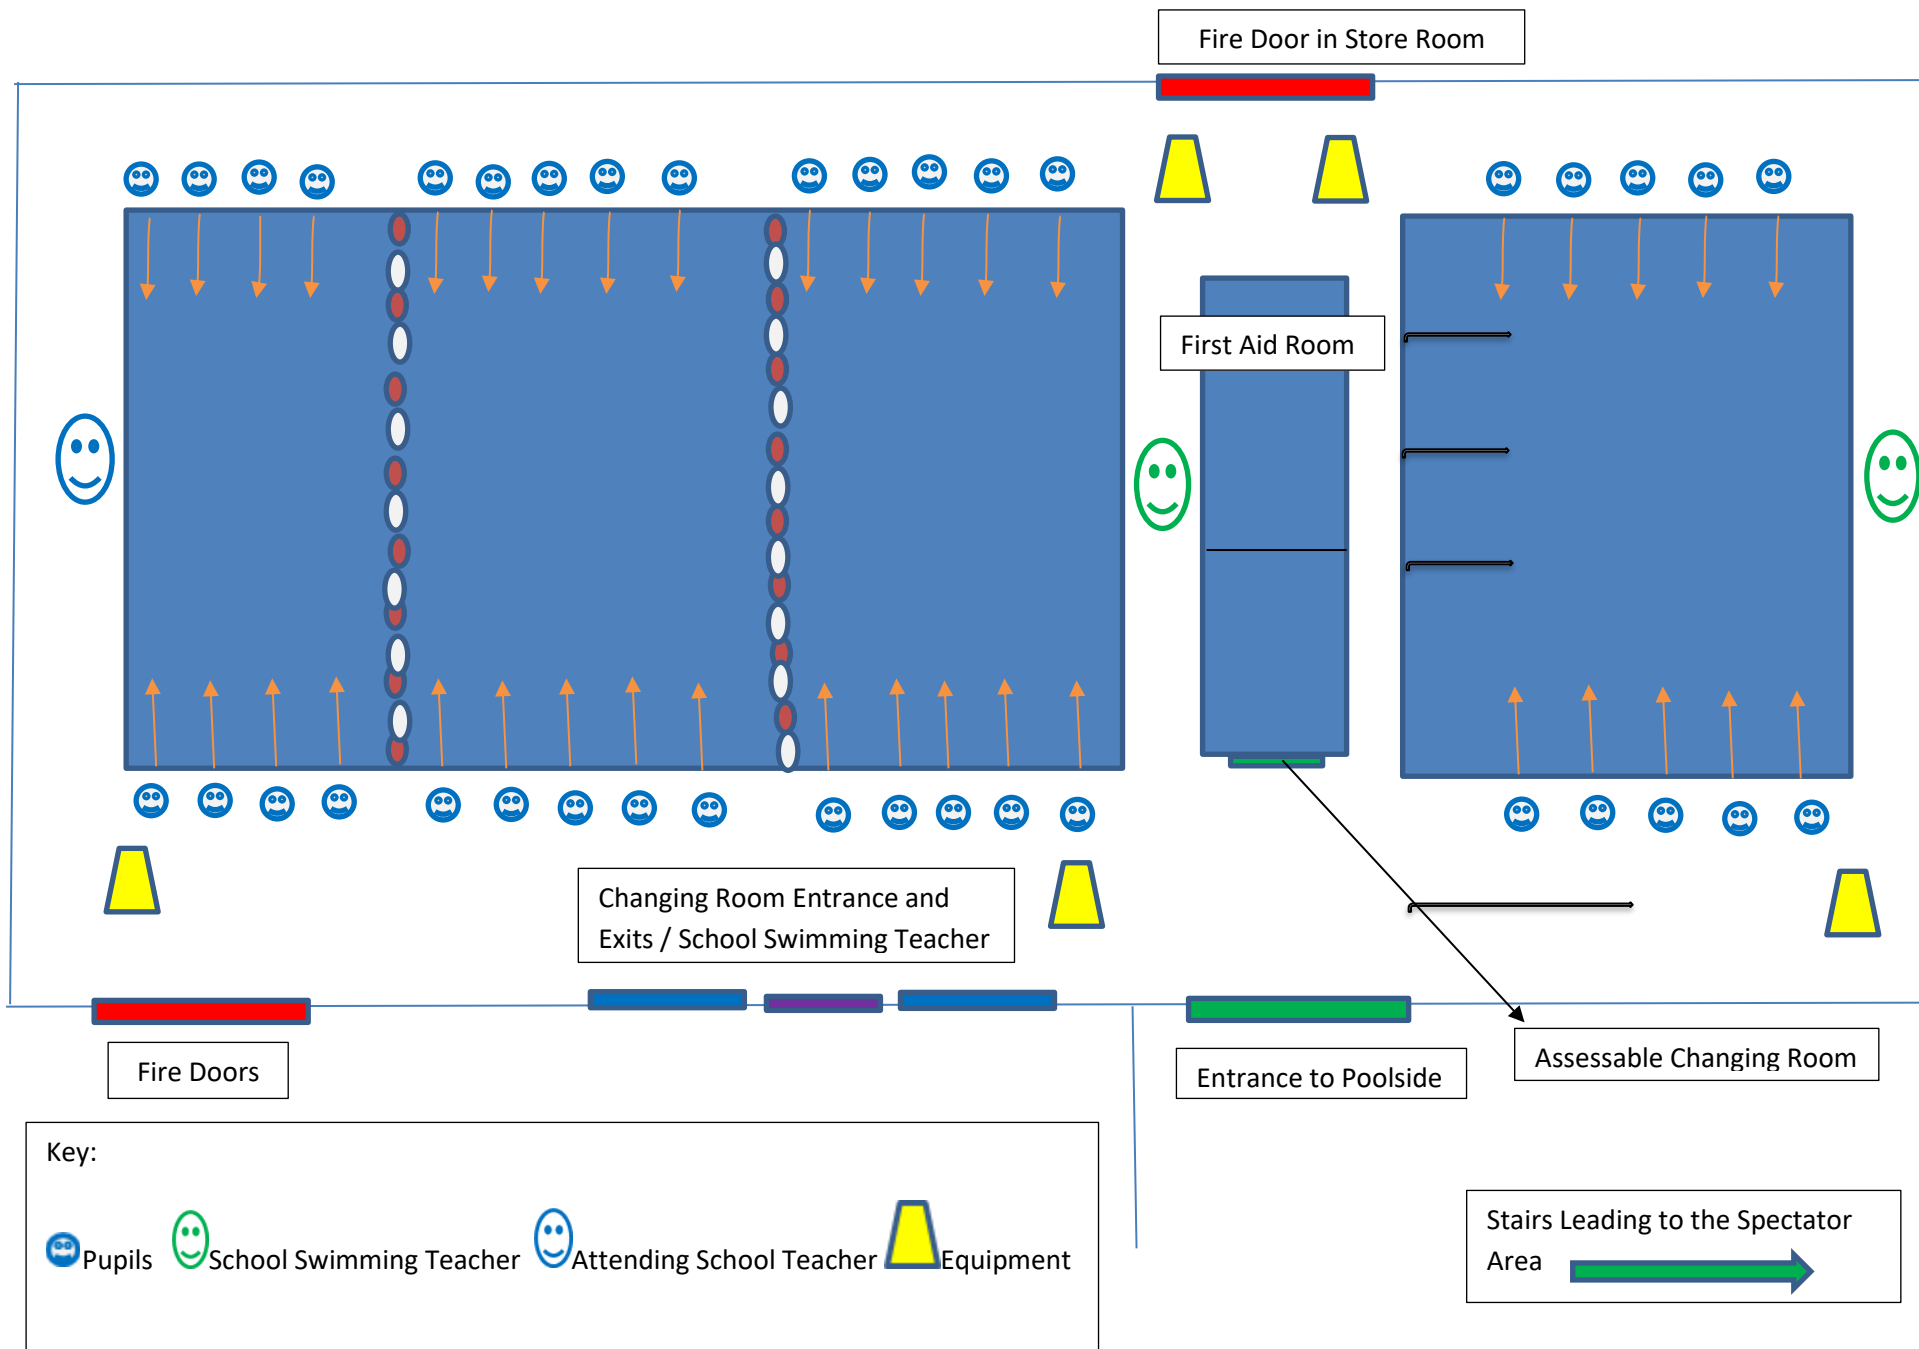 Fire Door in Store Room
First Aid Room
Changing Room Entrance and
Exits / School Swimming Teacher
Fire Doors
Entrance to Poolside
Assessable Changing Room
Key:
Pupils
School Swimming Teacher
Attending School Teacher
Equipment
Stairs Leading to the Spectator
Area